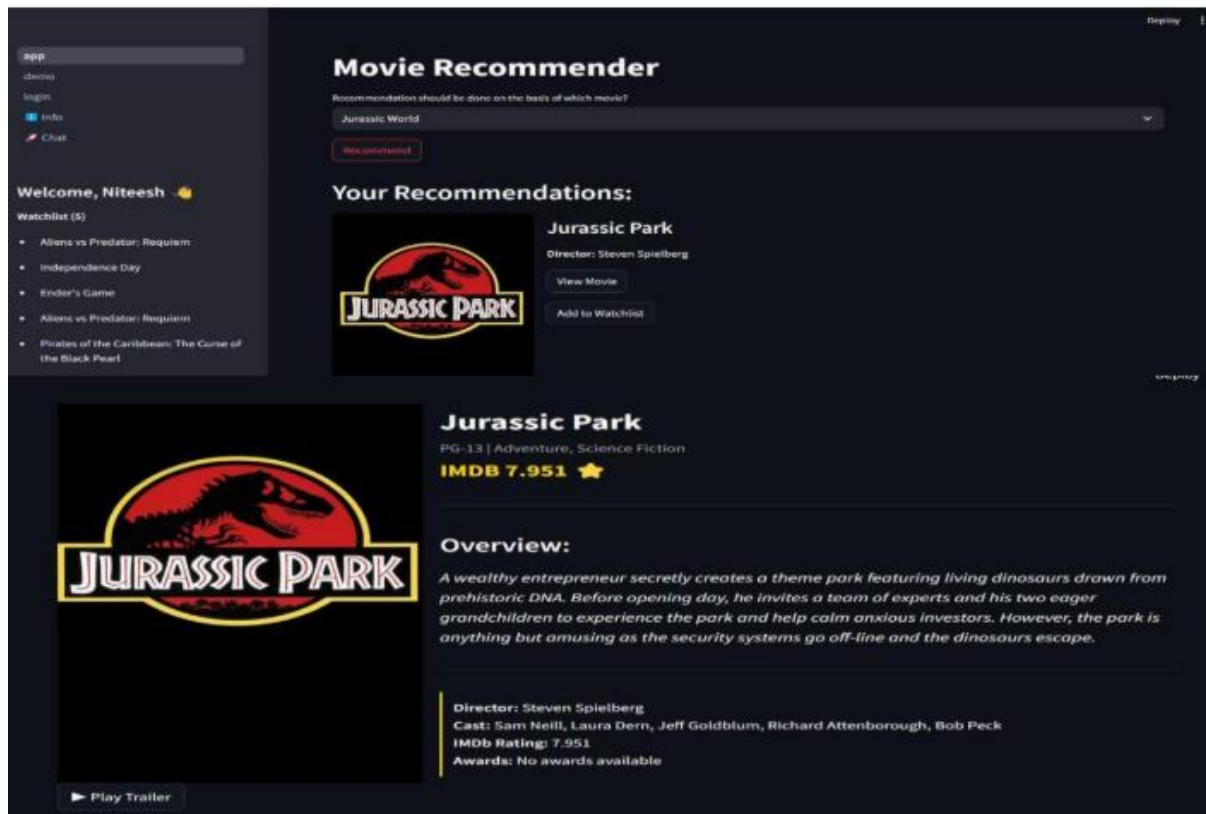 Deploy
app
demo
login
Info
Chat
Welcome, Niteesh 👋
Watchlist (5)
• Aliens vs Predator: Requiem
• Independence Day
• Ender's Game
• Aliens vs Predator: Requiem
• Pirates of the Caribbean: The Curse of
the Black Pearl
Movie Recommender
Recommendation should be done on the basis of which movie?
Jurassic World
Recommend
Your Recommendations:
JURASSIC PARK
Jurassic Park
Director: Steven Spielberg
View Movie
Add to Watchlist
Deploy
JURASSIC PARK
Jurassic Park
PG-13 | Adventure, Science Fiction
IMDB 7.951 ⭐
Overview:
A wealthy entrepreneur secretly creates a theme park featuring living dinosaurs drawn from
prehistoric DNA. Before opening day, he invites a team of experts and his two eager
grandchildren to experience the park and help calm anxious investors. However, the park is
anything but amusing as the security systems go off-line and the dinosaurs escape.
Director: Steven Spielberg
Cast: Sam Neill, Laura Dern, Jeff Goldblum, Richard Attenborough, Bob Peck
IMDb Rating: 7.951
Awards: No awards available
▶ Play Trailer